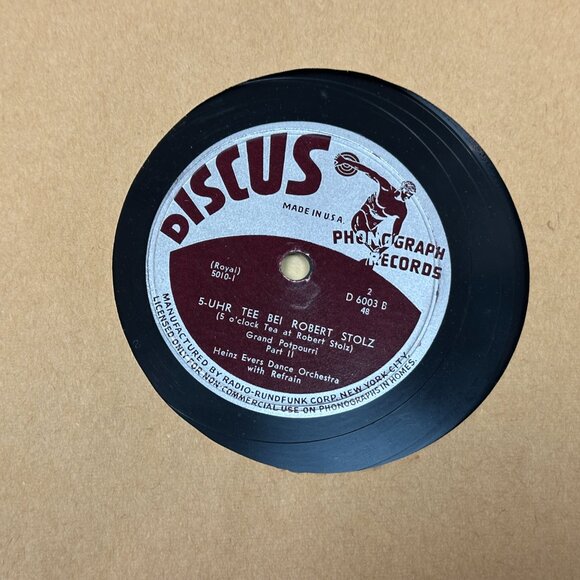 DISCUS
MADE IN U.S.A.
PHONOGRAPH
RECORDS
(Royal)
5010-1
2
D 6003 B
48
5-UHR TEE BEI ROBERT STOLZ
(5 o'clock Tea at Robert Stolz)
Grand Potpourri
Part II
Heinz Evers Dance Orchestra
with Refrain
MANUFACTURED BY RADIO-RUNDFUNK CORP. NEW YORK CITY.
LICENSED ONLY FOR NON COMMERCIAL USE ON PHONOGRAPHS IN HOMES.